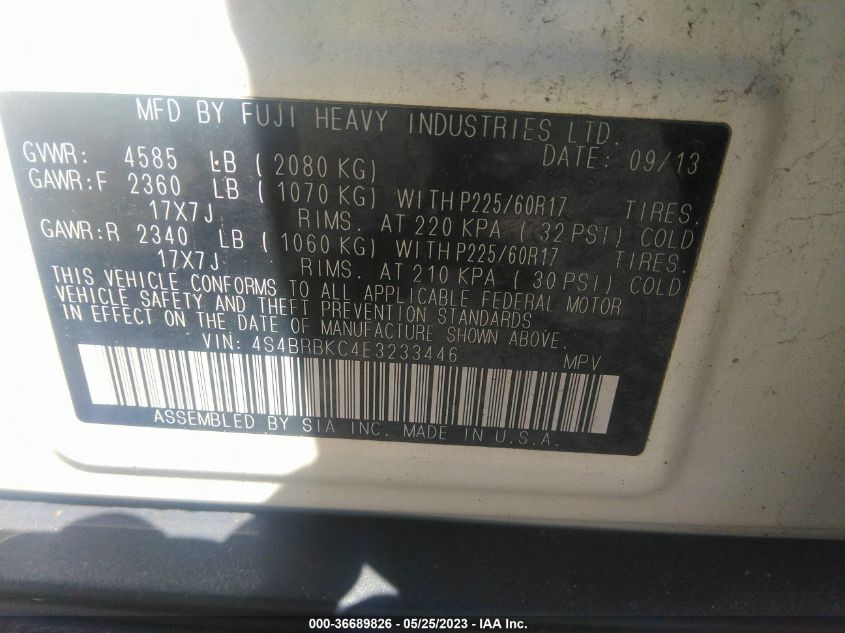 MFD BY FUJI HEAVY INDUSTRIES LTD.
DATE: 09/13
GVWR: 4585 LB ( 2080 KG)
GAWR:F 2360 LB ( 1070 KG) WITH P225/60R17 TIRES.
17X7J RIMS. AT 220 KPA ( 32 PSI) COLD
GAWR:R 2340 LB ( 1060 KG) WITH P225/60R17 TIRES.
17X7J RIMS. AT 210 KPA ( 30 PSI) COLD
THIS VEHICLE CONFORMS TO ALL APPLICABLE FEDERAL MOTOR
VEHICLE SAFETY AND THEFT PREVENTION STANDARDS
IN EFFECT ON THE DATE OF MANUFACTURE SHOWN ABOVE.
VIN: 4S4BRBKC4E3233446 MPV
ASSEMBLED BY SIA INC. MADE IN U.S.A.
000-36689826 - 05/25/2023 - IAA Inc.